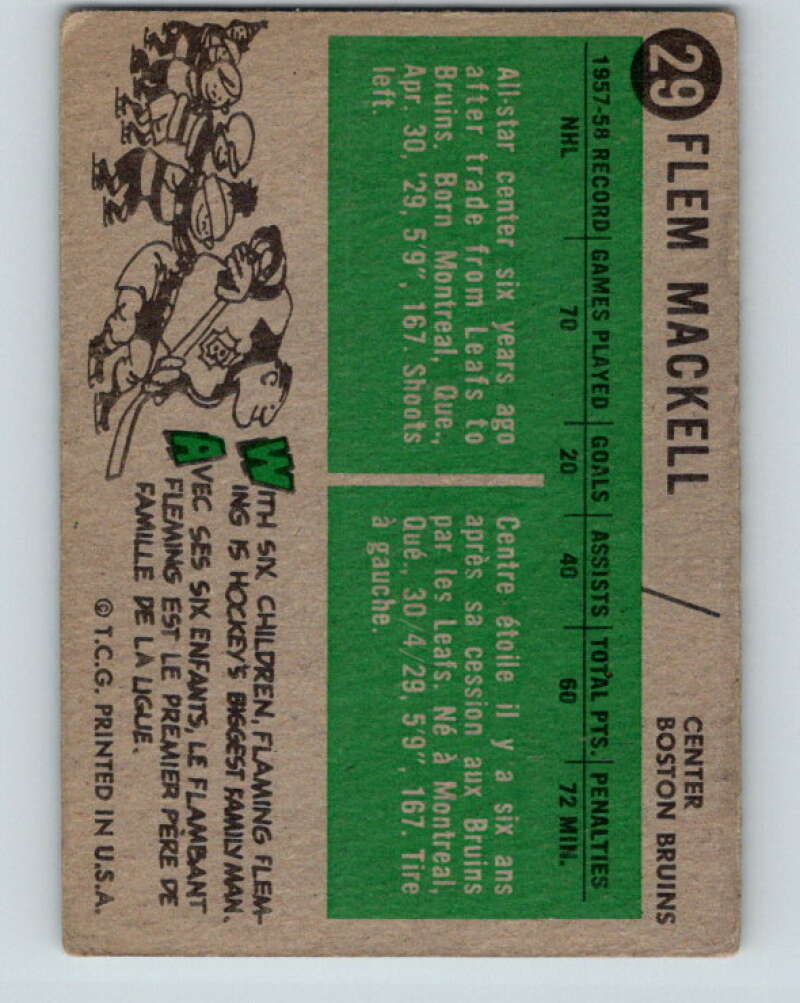 29 FLEM MACKELL
CENTER
BOSTON BRUINS
1957-58 RECORD GAMES PLAYED GOALS ASSISTS TOTAL PTS. PENALTIES
NHL 70 20 40 60 72 MIN.
All-star center six years ago
after trade from Leafs to
Bruins. Born Montreal, Que.,
Apr. 30, '29, 5'9", 167. Shoots
left.
Centre étoile il y a six ans
après sa cession aux Bruins
par les Leafs. Né à Montreal,
Qué., 30/4/29, 5'9", 167. Tire
à gauche.
B
WITH SIX CHILDREN, FLAMING FLEM-
ING IS HOCKEY'S BIGGEST FAMILY MAN.
AVEC SES SIX ENFANTS, LE FLAMBANT
FLEMING EST LE PREMIER PÈRE DE
FAMILLE DE LA LIGUE.
© T.C.G. PRINTED IN U.S.A.